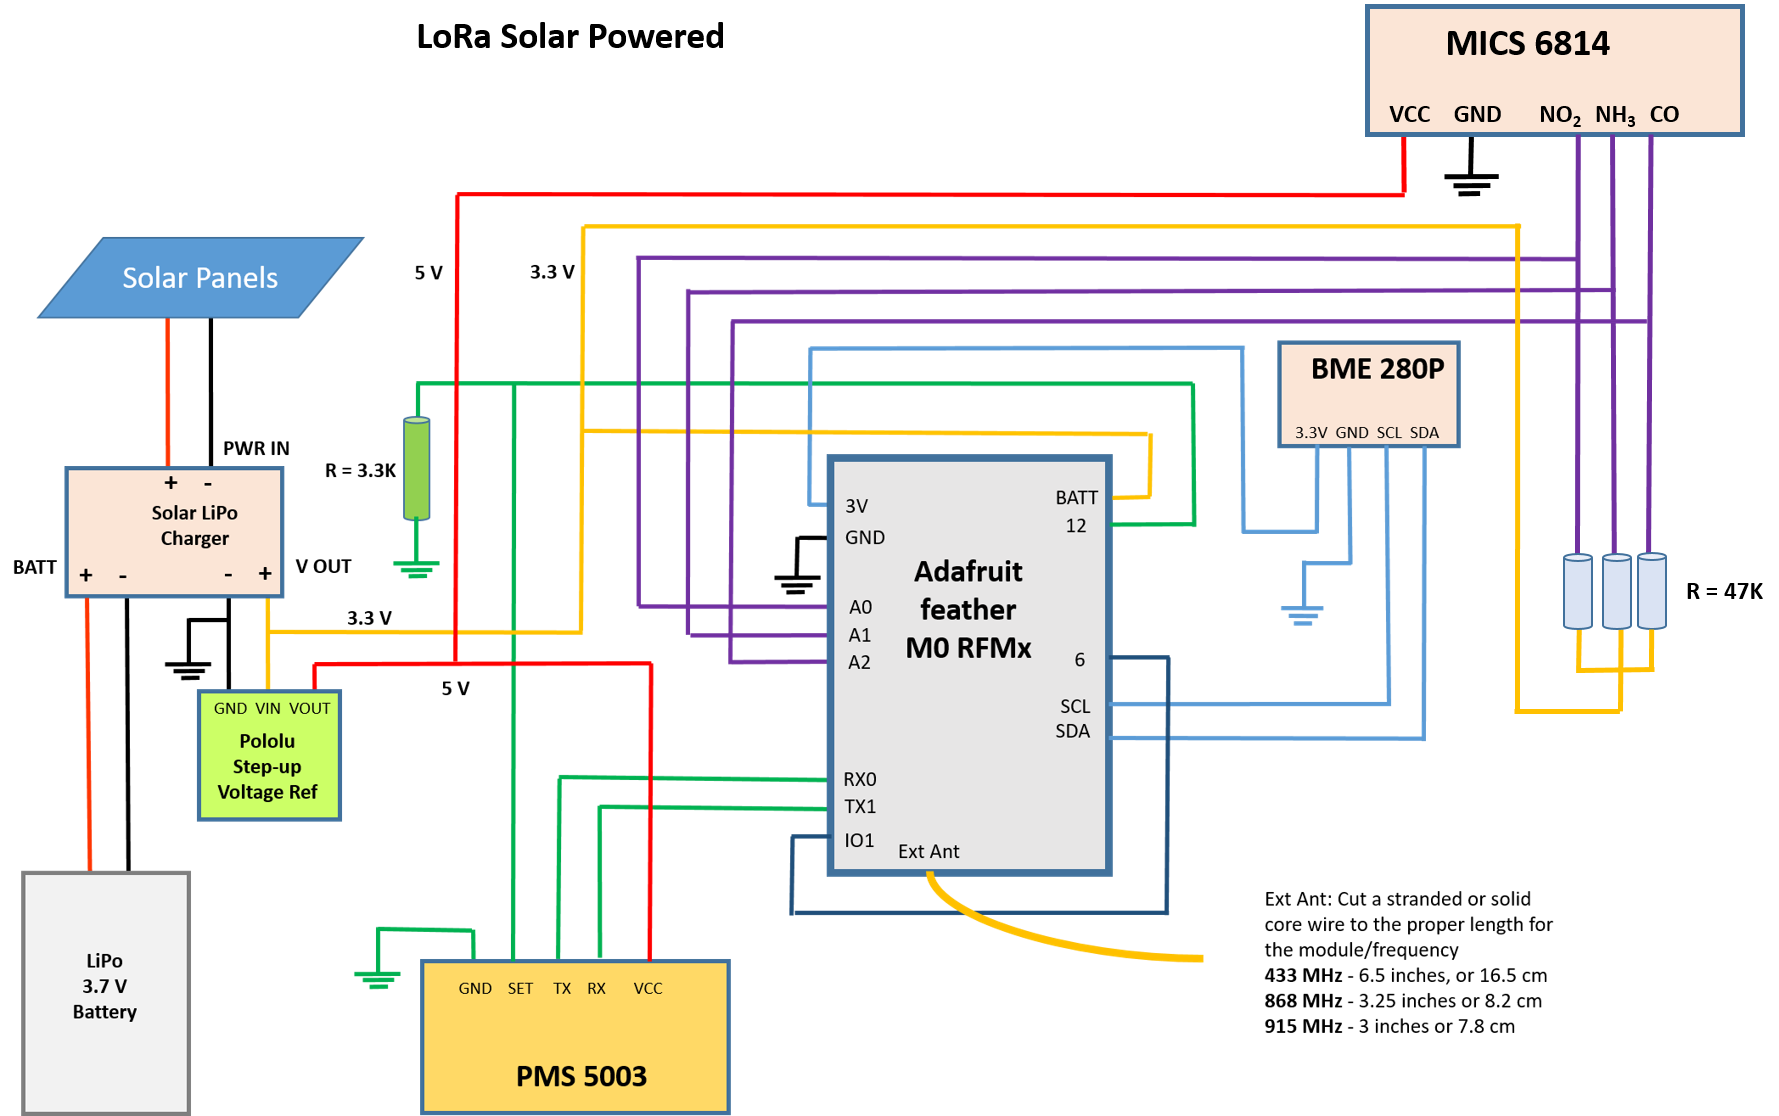 LoRa Solar Powered
MICS 6814
VCC GND NO₂ NH₃ CO
Solar Panels
5 V
3.3 V
BME 280P
3.3V GND SCL SDA
PWR IN
+ -
Solar LiPo
Charger
BATT
+ - - +
V OUT
R = 3.3K
3.3 V
5 V
GND VIN VOUT
Pololu
Step-up
Voltage Ref
3V
GND
A0
A1
A2
RX0
TX1
IO1
BATT
12
6
SCL
SDA
Adafruit
feather
M0 RFMx
Ext Ant
R = 47K
LiPo
3.7 V
Battery
GND SET TX RX VCC
PMS 5003
Ext Ant: Cut a stranded or solid
core wire to the proper length for
the module/frequency
433 MHz - 6.5 inches, or 16.5 cm
868 MHz - 3.25 inches or 8.2 cm
915 MHz - 3 inches or 7.8 cm